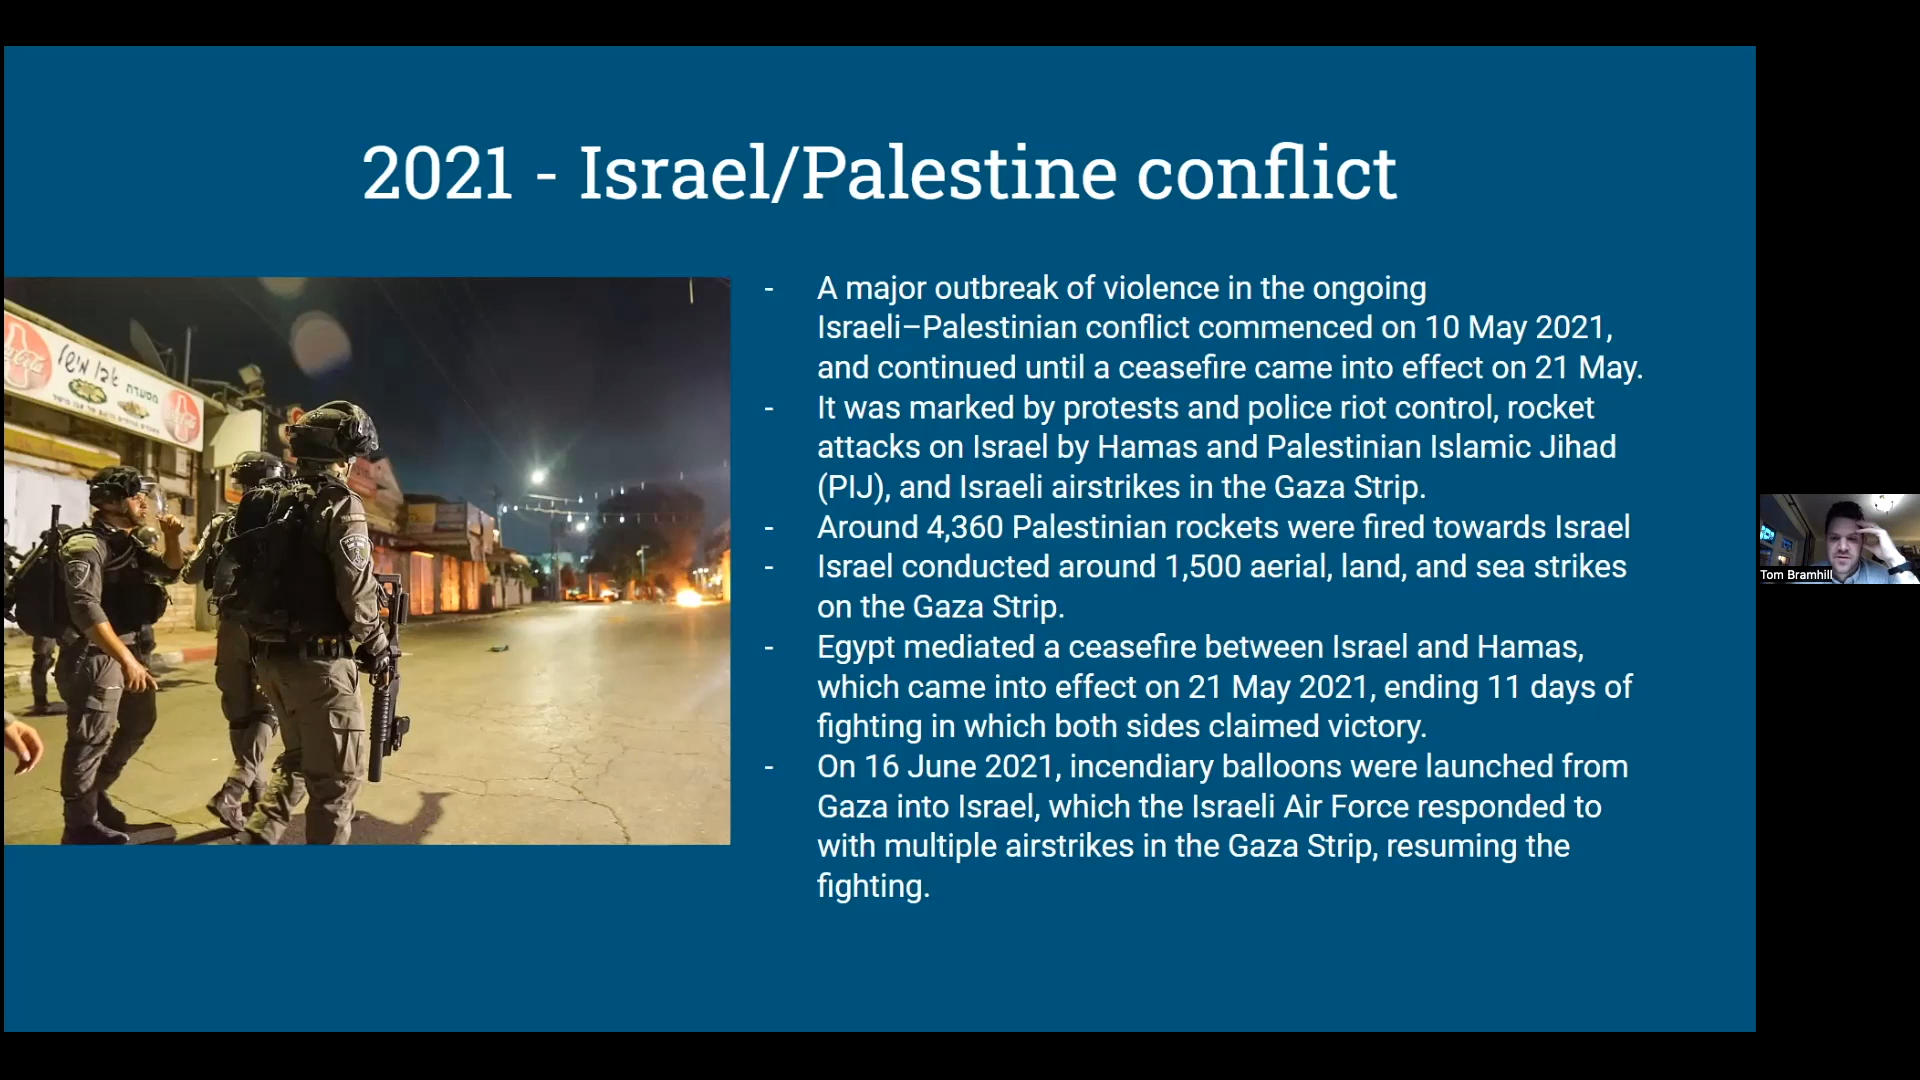 2021 - Israel/Palestine conflict
- A major outbreak of violence in the ongoing
Israeli–Palestinian conflict commenced on 10 May 2021,
and continued until a ceasefire came into effect on 21 May.
- It was marked by protests and police riot control, rocket
attacks on Israel by Hamas and Palestinian Islamic Jihad
(PIJ), and Israeli airstrikes in the Gaza Strip.
- Around 4,360 Palestinian rockets were fired towards Israel
- Israel conducted around 1,500 aerial, land, and sea strikes
on the Gaza Strip.
- Egypt mediated a ceasefire between Israel and Hamas,
which came into effect on 21 May 2021, ending 11 days of
fighting in which both sides claimed victory.
- On 16 June 2021, incendiary balloons were launched from
Gaza into Israel, which the Israeli Air Force responded to
with multiple airstrikes in the Gaza Strip, resuming the
fighting.
מסעדת אבו מישל
Tom Bramhill